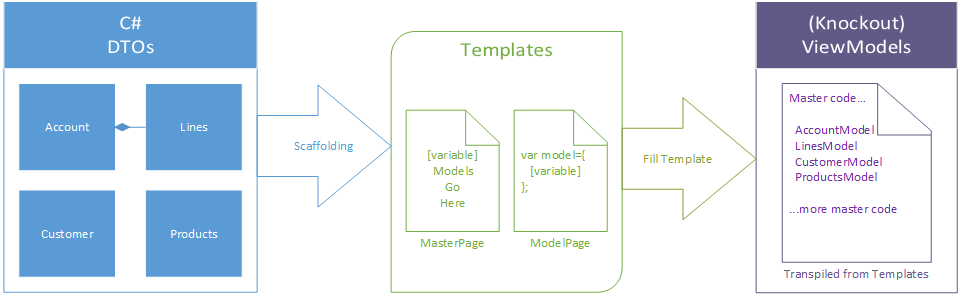 C#
DTOs
Account
Lines
Customer
Products
Scaffolding
Templates
[variable]
Models
Go
Here
MasterPage
var model={
[variable]
};
ModelPage
Fill Template
(Knockout)
ViewModels
Master code...
AccountModel
LinesModel
CustomerModel
ProductsModel
...more master code
Transpiled from Templates